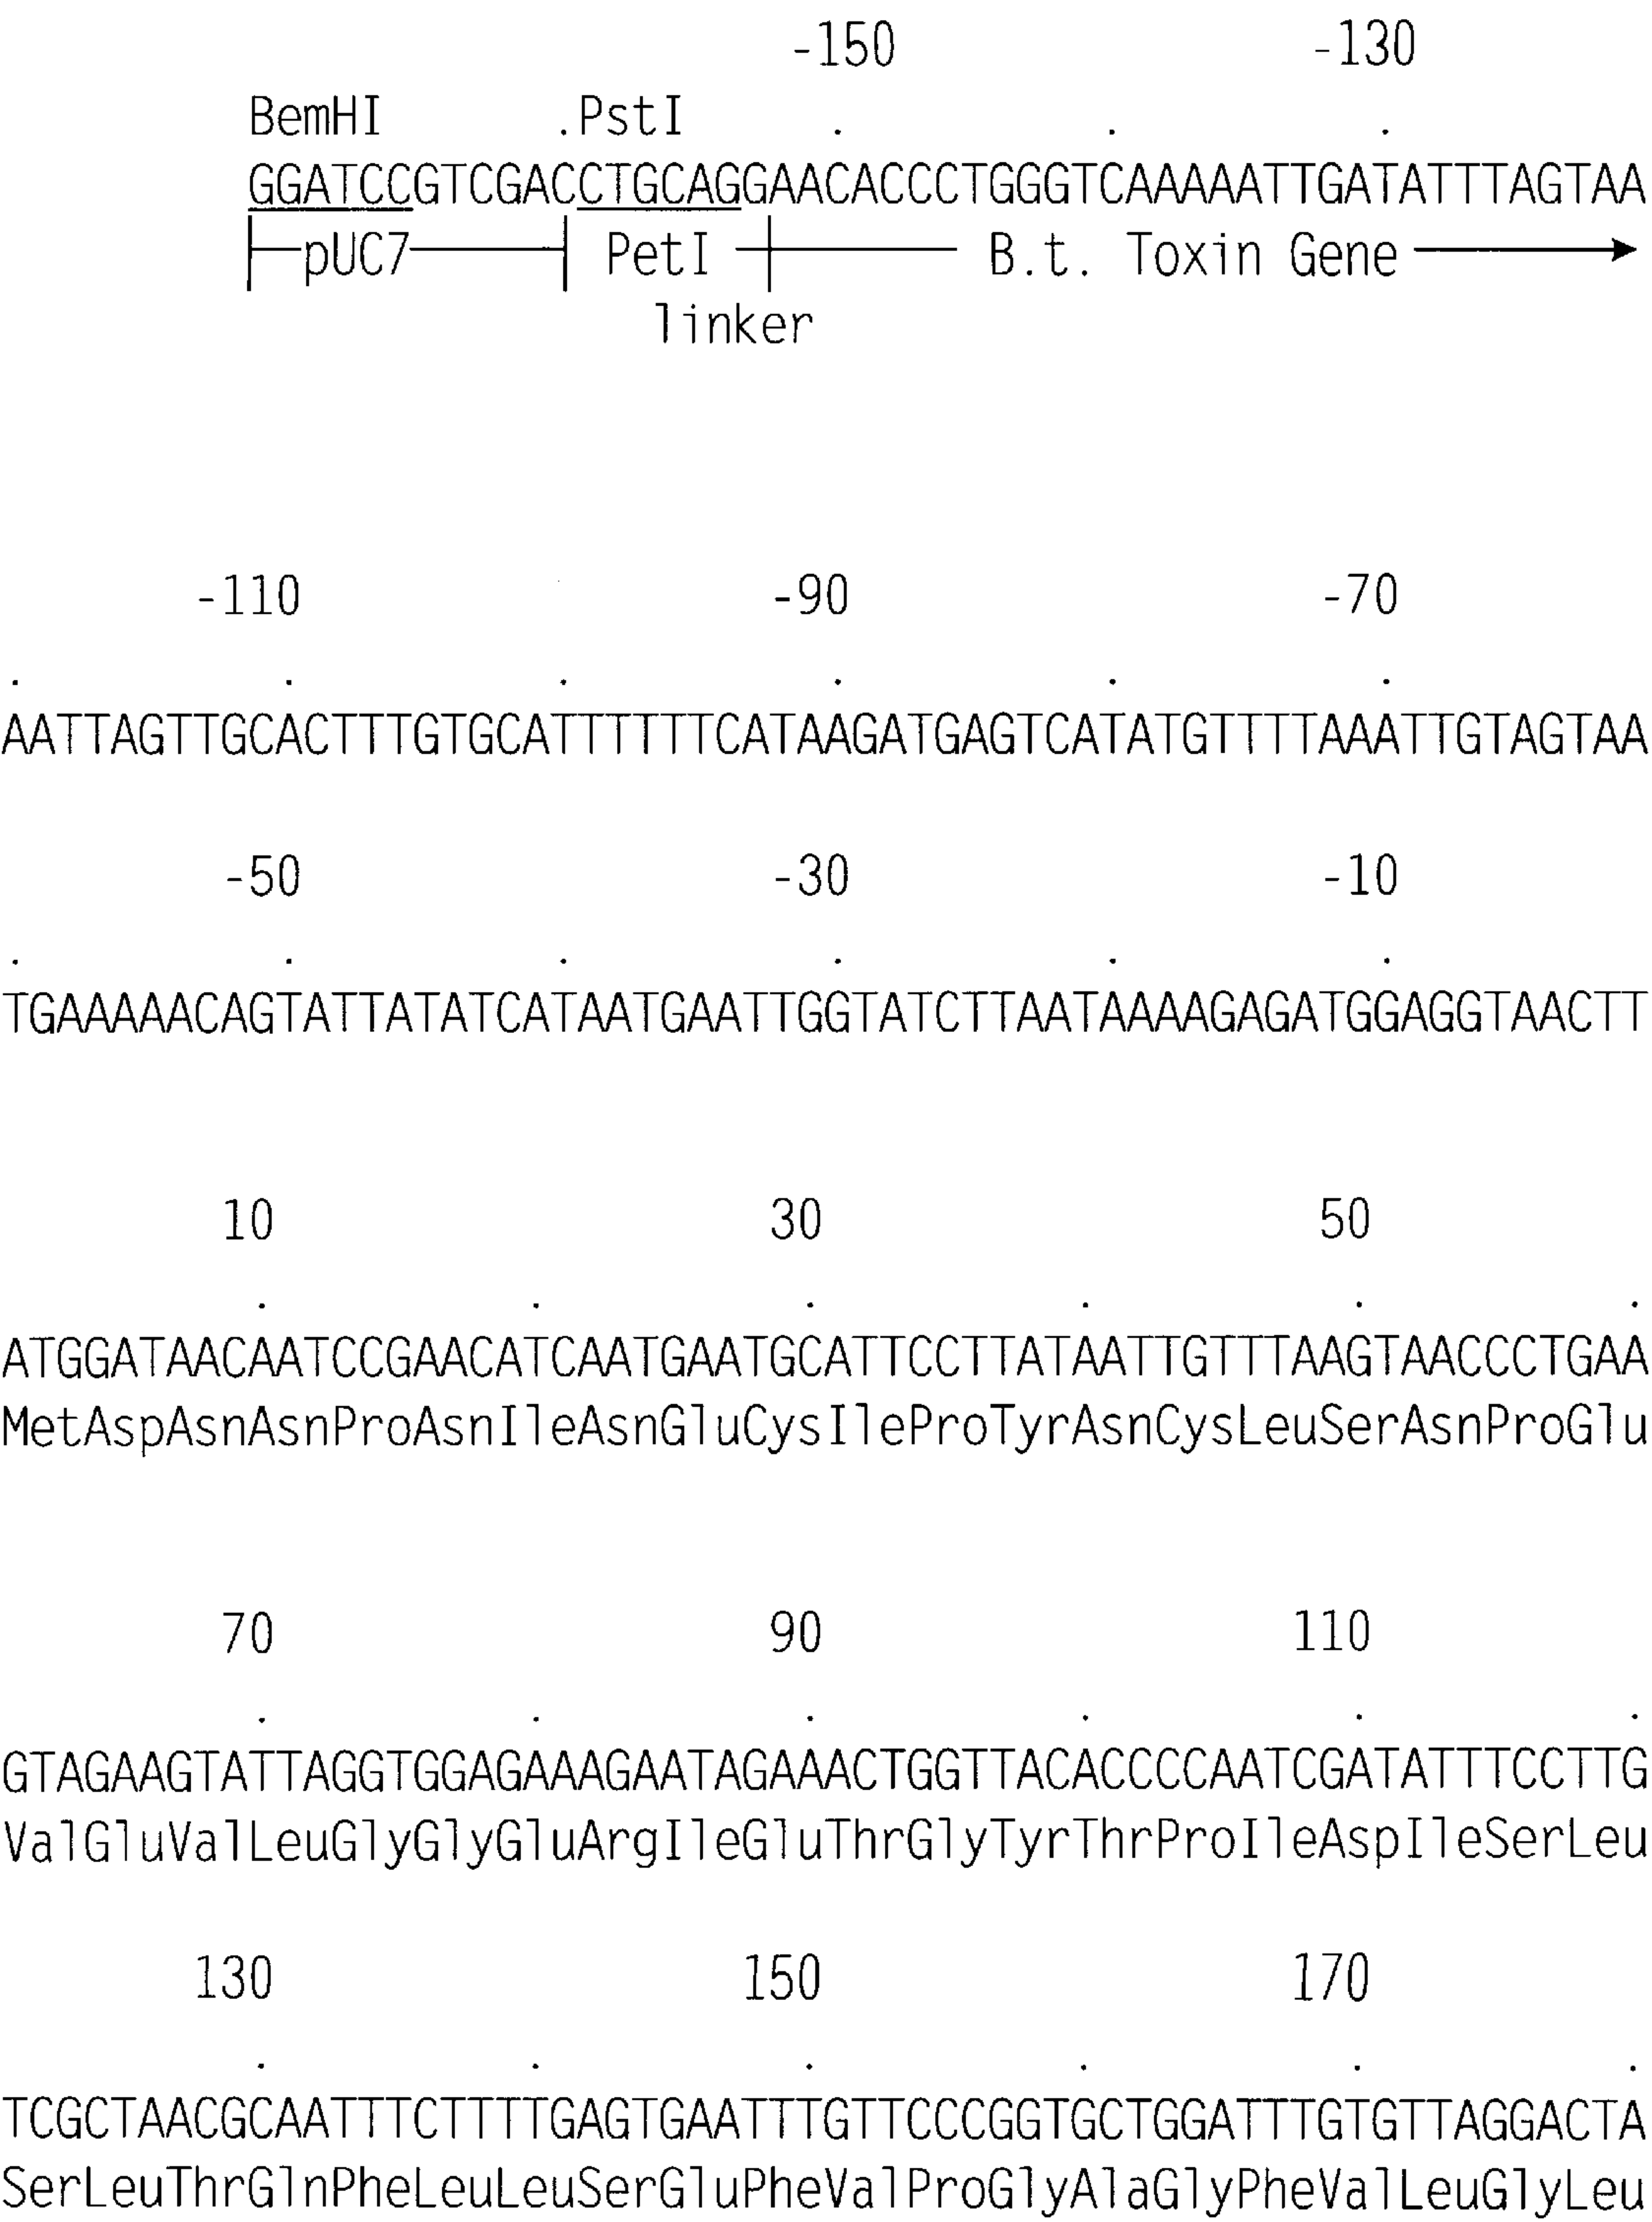 -150 -130
BemHI .PstI . . .
GGATCCGTCGACCTGCAGGAACACCCTGGGTCAAAAATTGATATTTAGTAA
pUC7 PetI B.t. Toxin Gene
linker
-110 -90 -70
. . . . . .
AATTAGTTGCACTTTGTGCATTTTTTCATAAGATGAGTCATATGTTTTAAATTGTAGTAA
-50 -30 -10
. . . . . .
TGAAAAACAGTATTATATCATAATGAATTGGTATCTTAATAAAAGAGATGGAGGTAACTT
10 30 50
. . . . . .
ATGGATAACAATCCGAACATCAATGAATGCATTCCTTATAATTGTTTAAGTAACCCTGAA
MetAspAsnAsnProAsnIleAsnGluCysIleProTyrAsnCysLeuSerAsnProGlu
70 90 110
. . . . . .
GTAGAAGTATTAGGTGGAGAAAGAATAGAAACTGGTTACACCCCAATCGATATTTCCTTG
ValGluValLeuGlyGlyGluArgIleGluThrGlyTyrThrProIleAspIleSerLeu
130 150 170
. . . . . .
TCGCTAACGCAATTTCTTTTGAGTGAATTTGTTCCCGGTGCTGGATTTGTGTTAGGACTA
SerLeuThrGlnPheLeuLeuSerGluPheValProGlyAlaGlyPheValLeuGlyLeu